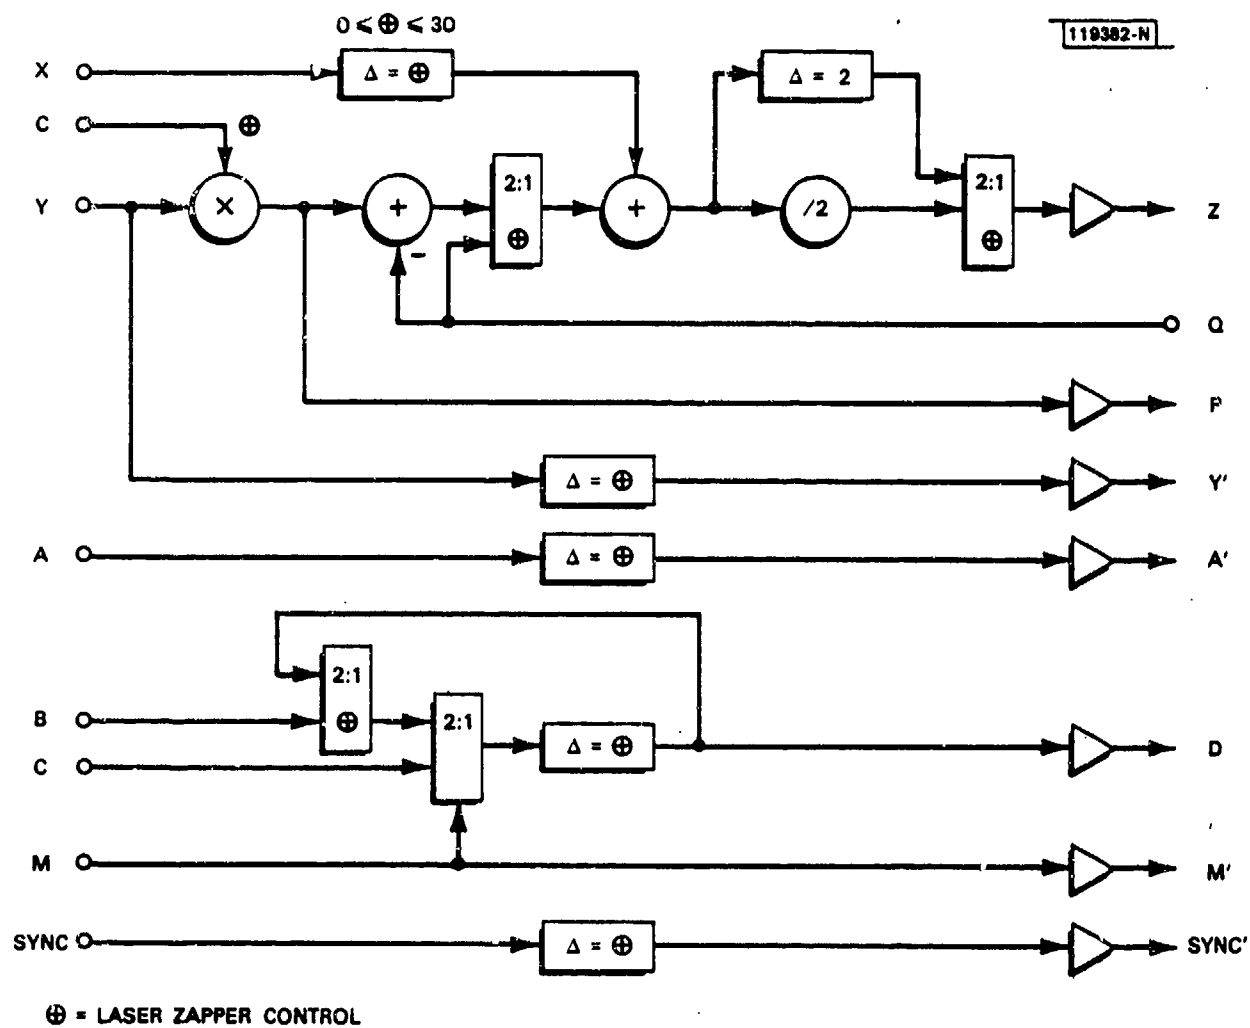 0 ≤ ⊕ ≤ 30
119382-N
X
Δ = ⊕
Δ = 2
C
⊕
Y
×
+
2:1
⊕
+
/2
2:1
⊕
Z
−
Q
P
Δ = ⊕
Y'
A
Δ = ⊕
A'
2:1
⊕
B
2:1
C
Δ = ⊕
D
M
M'
SYNC
Δ = ⊕
SYNC'
⊕ = LASER ZAPPER CONTROL